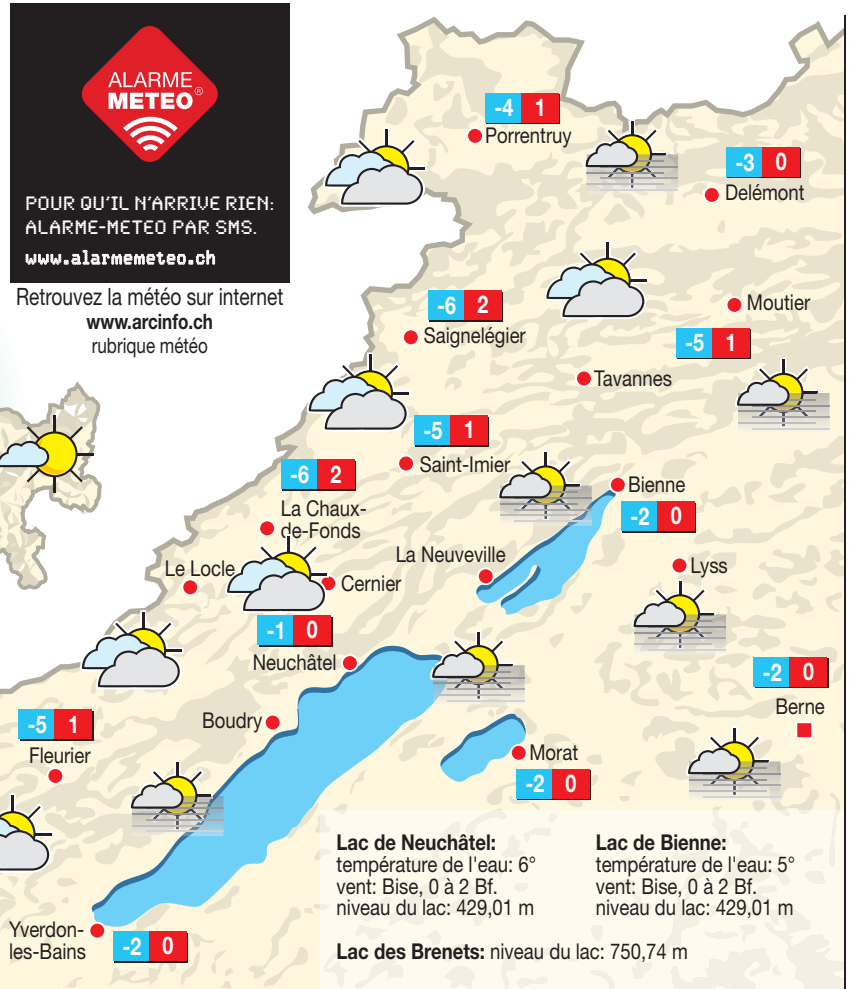 ALARME
METEO®
POUR QU'IL N'ARRIVE RIEN:
ALARME-METEO PAR SMS.
www.alarmemeteo.ch
Retrouvez la météo sur internet
www.arcinfo.ch
rubrique météo
-4 1
Porrentruy
-3 0
Delémont
-6 2
Saignelégier
Moutier
-5 1
Tavannes
-5 1
Saint-Imier
-6 2
La Chaux-
de-Fonds
Bienne
-2 0
La Neuveville
Lyss
Le Locle
Cernier
-1 0
Neuchâtel
-2 0
Berne
-5 1
Fleurier
Boudry
Morat
-2 0
Yverdon-
les-Bains
-2 0
Lac de Neuchâtel:
température de l'eau: 6°
vent: Bise, 0 à 2 Bf.
niveau du lac: 429,01 m
Lac de Bienne:
température de l'eau: 5°
vent: Bise, 0 à 2 Bf.
niveau du lac: 429,01 m
Lac des Brenets: niveau du lac: 750,74 m